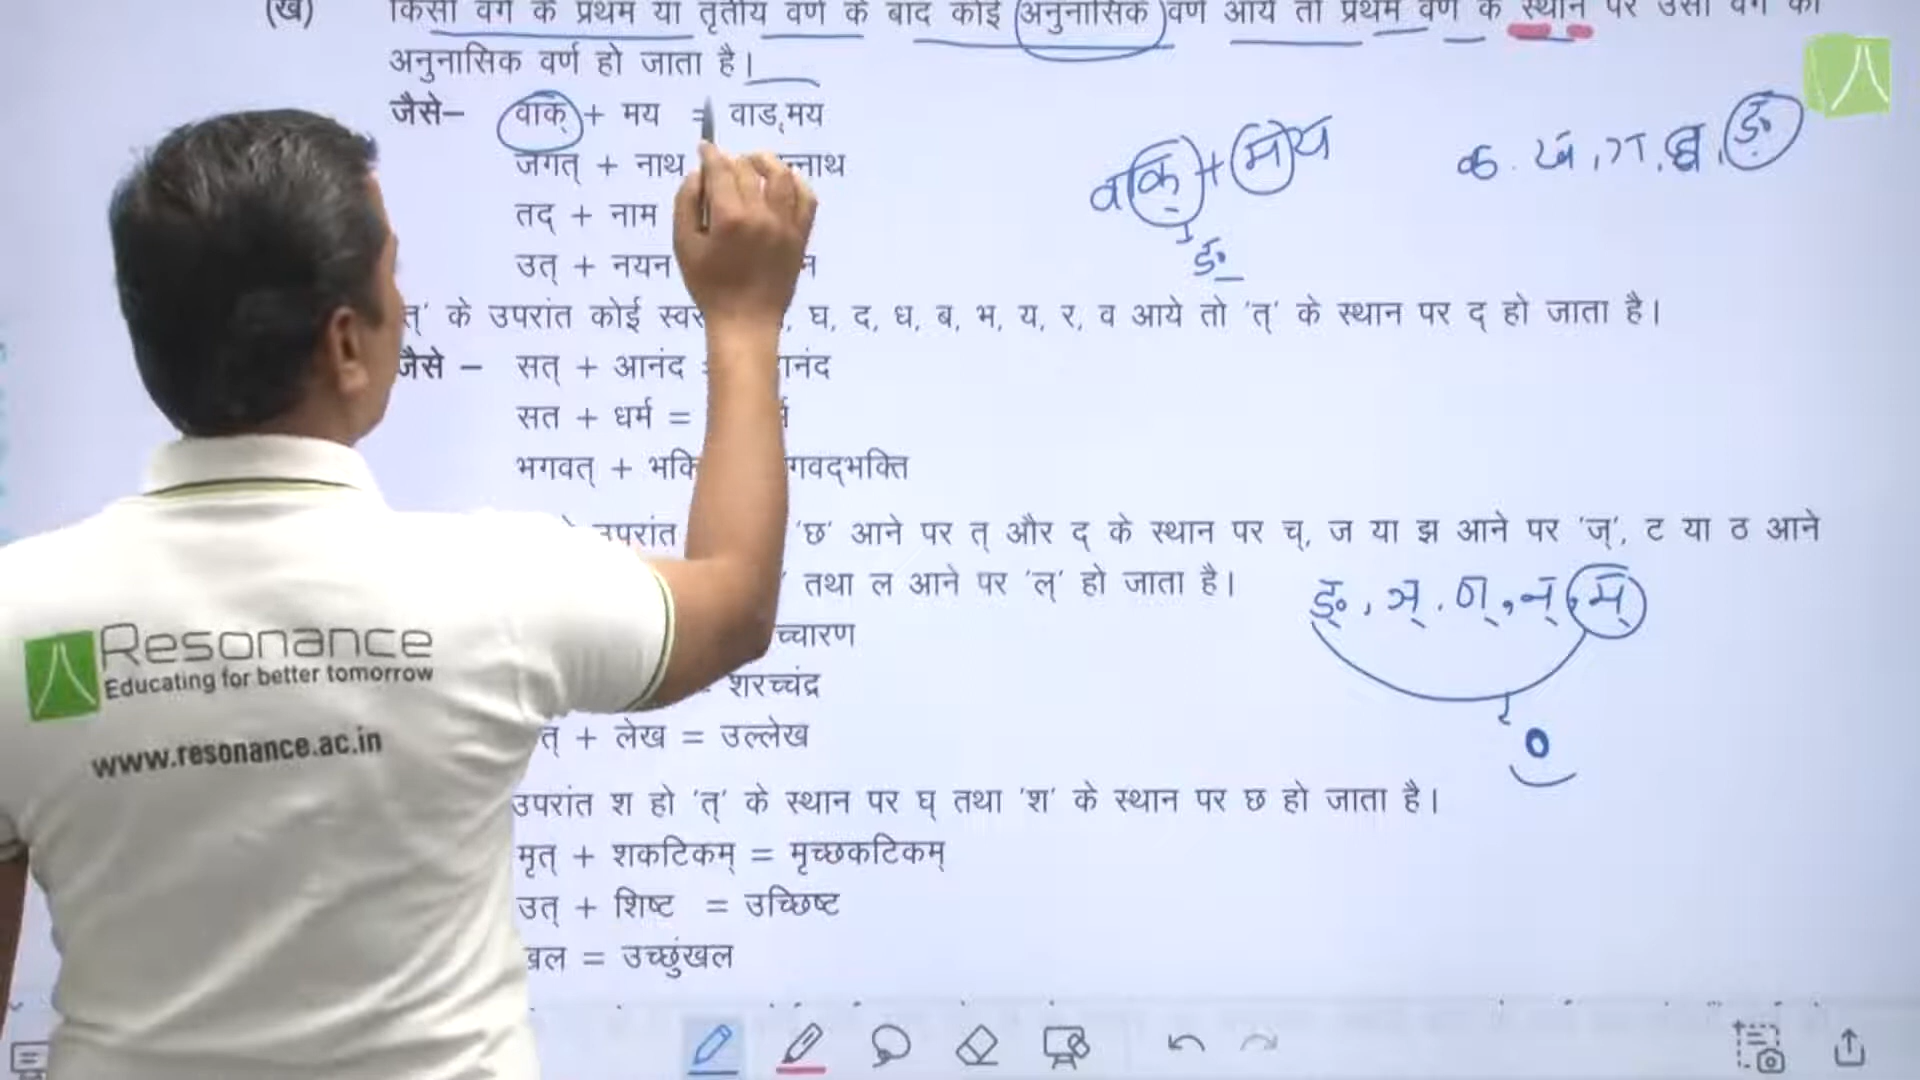 (ख) किसी वर्ग के प्रथम या तृतीय वर्ण के बाद कोई अनुनासिक वर्ण आये तो प्रथम वर्ण के स्थान पर उसी वर्ग का
अनुनासिक वर्ण हो जाता है।
जैसे– वाक् + मय = वाड.्मय
जगत् + नाथ न्नाथ
तद् + नाम
उत् + नयन न
त्' के उपरांत कोई स्वर , घ, द, ध, ब, भ, य, र, व आये तो 'त्' के स्थान पर द् हो जाता है।
जैसे – सत् + आनंद = ानंद
सत + धर्म =
भगवत् + भक्ति गवद्भक्ति
उपरांत 'छ' आने पर त् और द् के स्थान पर च्, ज या झ आने पर 'ज्', ट या ठ आने
तथा ल आने पर 'ल्' हो जाता है।
च्चारण
= शरच्चंद्र
त् + लेख = उल्लेख
उपरांत श हो 'त्' के स्थान पर घ् तथा 'श' के स्थान पर छ हो जाता है।
मृत् + शकटिकम् = मृच्छकटिकम्
उत् + शिष्ट = उच्छिष्ट
खल = उच्छुंखल
वाक् + मय
ङ
क, ख, ग, घ, ङ
ङ्, ञ्, ण्, न्, म्
Resonance
Educating for better tomorrow
www.resonance.ac.in